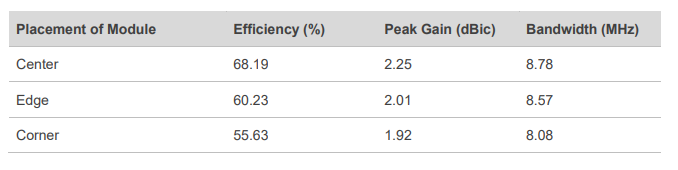 Placement of Module Efficiency (%) Peak Gain (dBic) Bandwidth (MHz)
Center 68.19 2.25 8.78
Edge 60.23 2.01 8.57
Corner 55.63 1.92 8.08